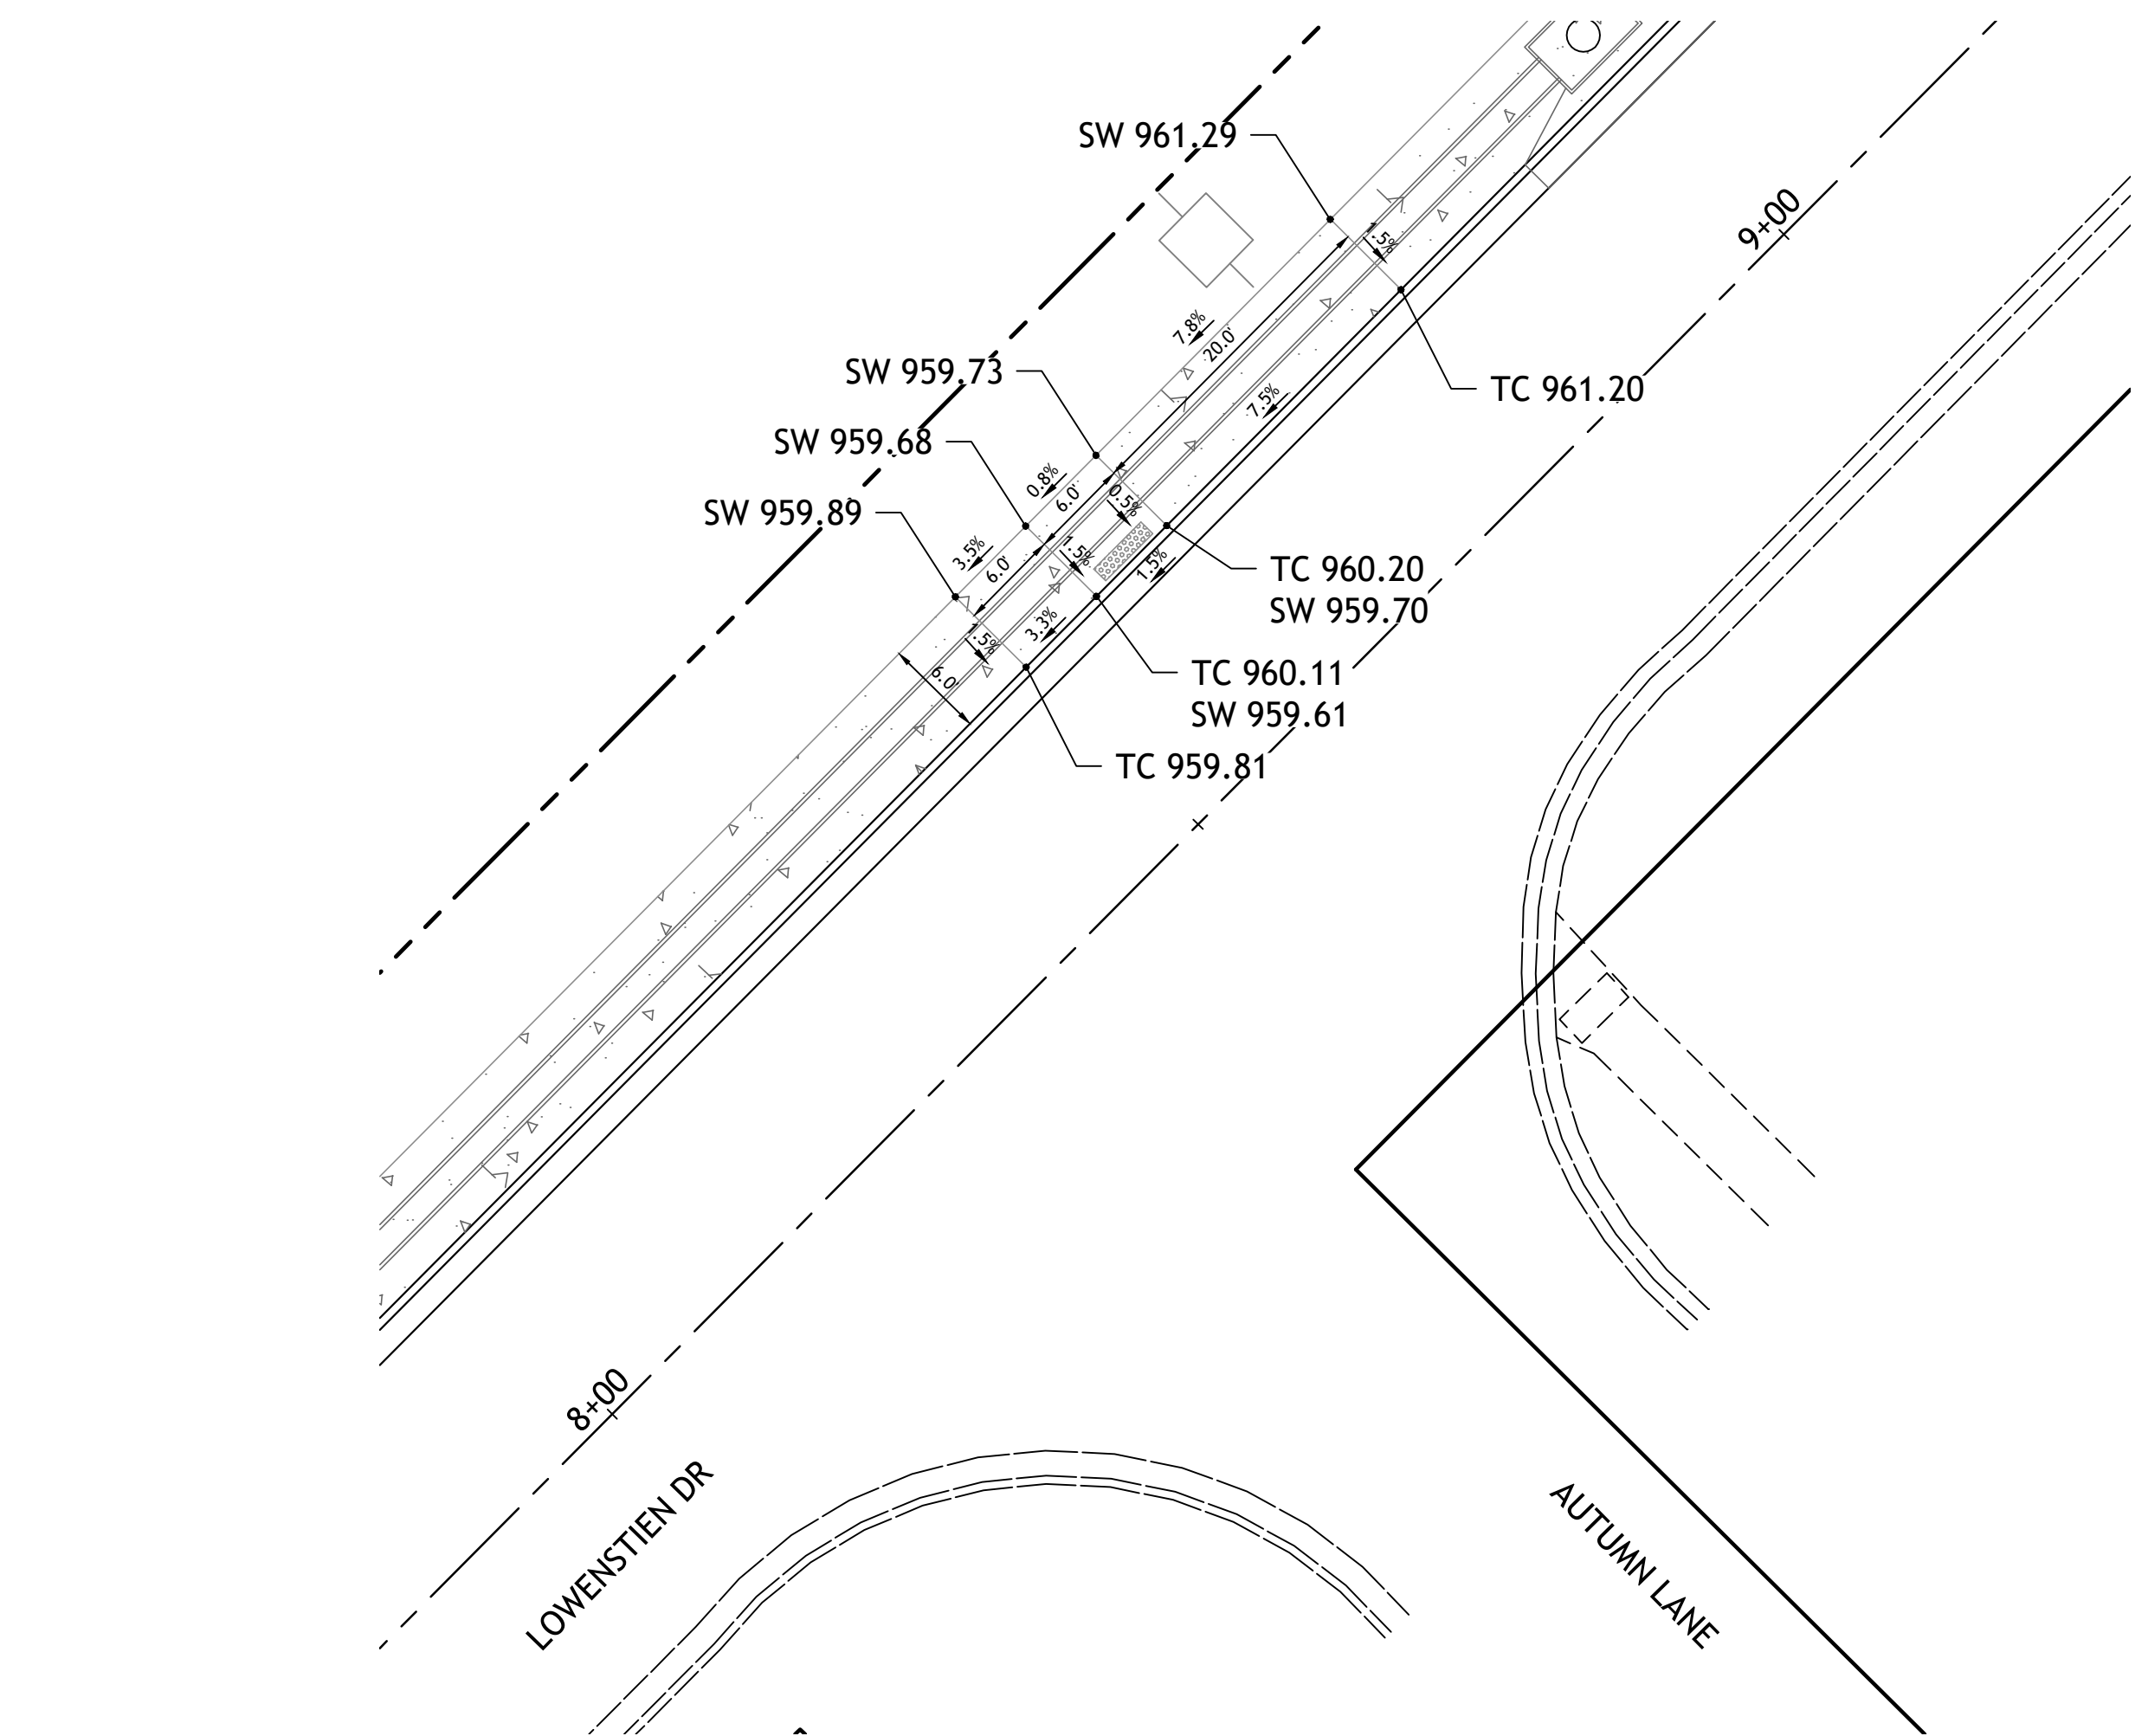 SW 961.29
9+00
1.5%
7.8%
20.0'
SW 959.73
TC 961.20
7.5%
SW 959.68
0.8%
6.0'
0.5%
SW 959.89
3.5%
6.0'
1.5%
1.5%
TC 960.20
SW 959.70
3.3%
1.5%
6.0'
TC 960.11
SW 959.61
TC 959.81
8+00
LOWENSTIEN DR
AUTUMN LANE